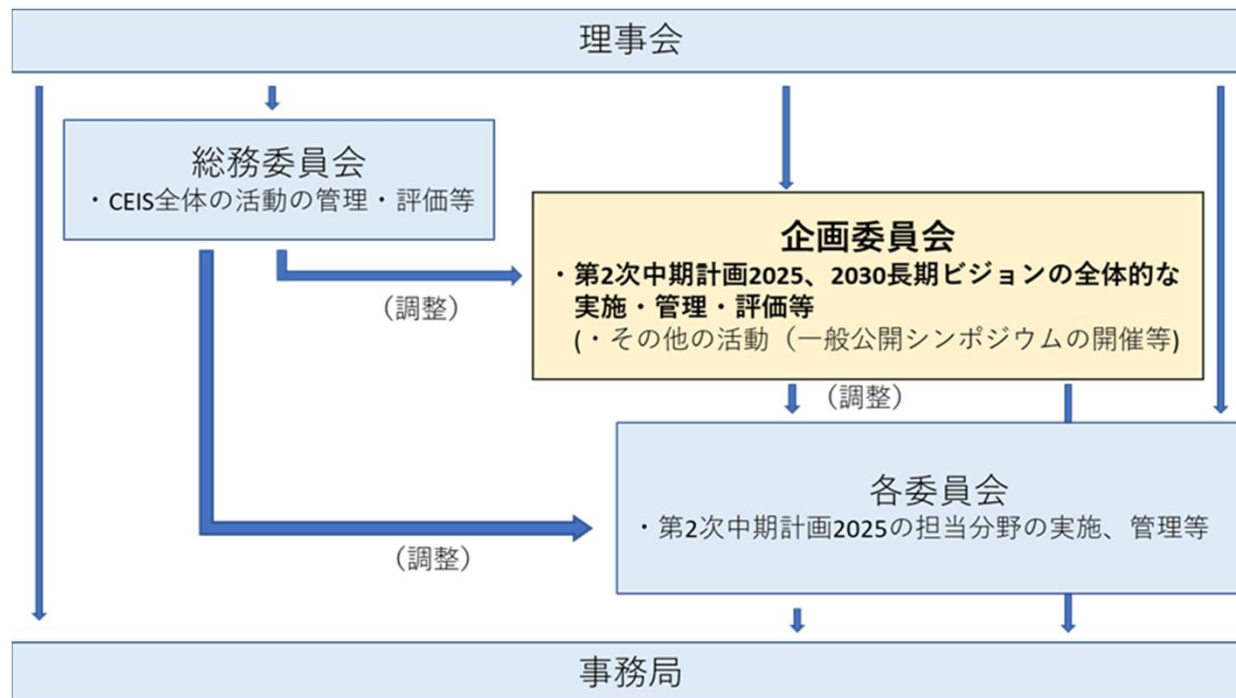 理事会
総務委員会
・CEIS全体の活動の管理・評価等
企画委員会
・第2次中期計画2025、2030長期ビジョンの全体的な
実施・管理・評価等
(・その他の活動（一般公開シンポジウムの開催等)
（調整）
（調整）
各委員会
・第2次中期計画2025の担当分野の実施、管理等
（調整）
事務局